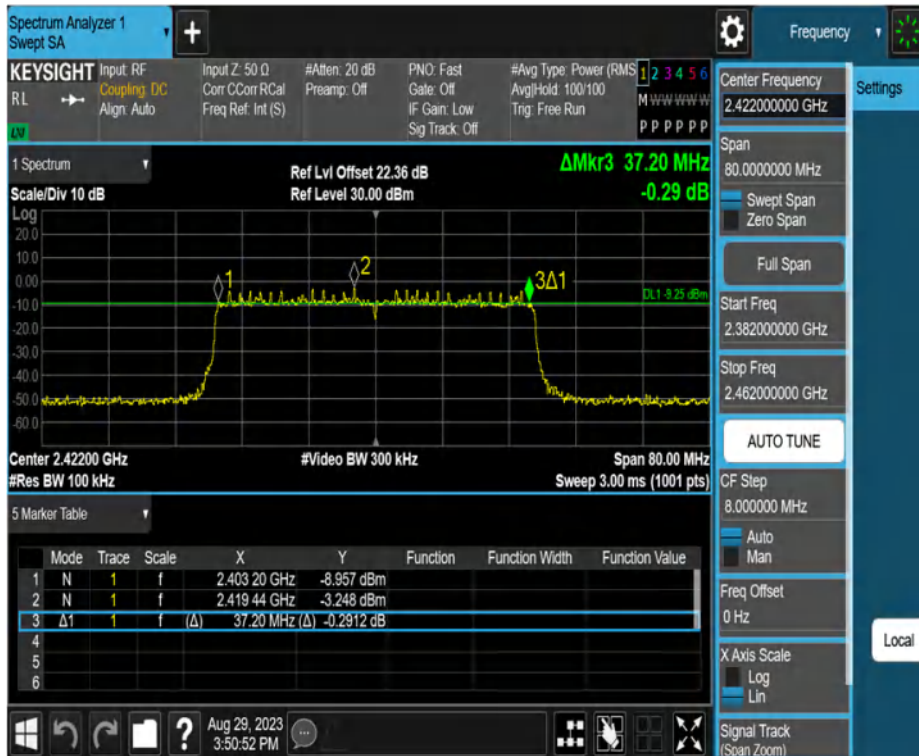 Spectrum Analyzer 1
Swept SA
+
Frequency
KEYSIGHT Input: RF Input Z: 50 Ω #Atten: 20 dB PNO: Fast #Avg Type: Power (RMS 1 2 3 4 5 6
RL Coupling: DC Corr CCorr RCal Preamp: Off Gate: Off Avg|Hold: 100/100 M W W W W W
Align: Auto Freq Ref: Int (S) IF Gain: Low Trig: Free Run
Sig Track: Off P P P P P P
Center Frequency
2.422000000 GHz
Settings
Span
80.0000000 MHz
Swept Span
Zero Span
Full Span
Start Freq
2.382000000 GHz
Stop Freq
2.462000000 GHz
AUTO TUNE
CF Step
8.000000 MHz
Auto
Man
Freq Offset
0 Hz
X Axis Scale
Log
Lin
Signal Track
(Span Zoom)
Local
1 Spectrum
Ref Lvl Offset 22.36 dB ΔMkr3 37.20 MHz
Scale/Div 10 dB Ref Level 30.00 dBm -0.29 dB
Log
20.0
10.0
0.00
-10.0
-20.0
-30.0
-40.0
-50.0
-60.0
1
2
3Δ1
DL1 -9.25 dBm
Center 2.42200 GHz #Video BW 300 kHz Span 80.00 MHz
#Res BW 100 kHz Sweep 3.00 ms (1001 pts)
5 Marker Table
Mode Trace Scale X Y Function Function Width Function Value
1 N 1 f 2.403 20 GHz -8.957 dBm
2 N 1 f 2.419 44 GHz -3.248 dBm
3 Δ1 1 f (Δ) 37.20 MHz (Δ) -0.2912 dB
4
5
6
?
Aug 29, 2023
3:50:52 PM